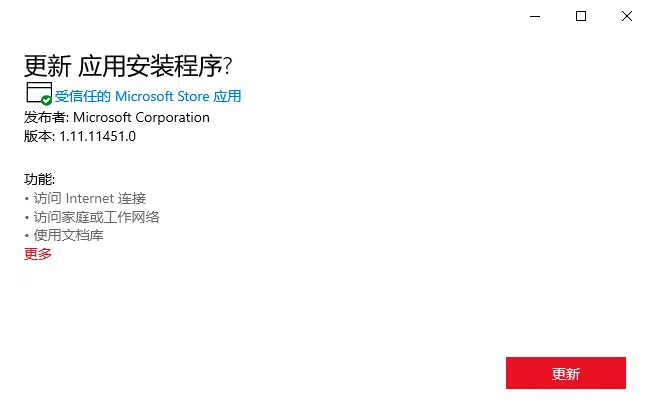 更新 应用安装程序?
受信任的 Microsoft Store 应用
发布者: Microsoft Corporation
版本: 1.11.11451.0
功能:
• 访问 Internet 连接
• 访问家庭或工作网络
• 使用文档库
更多
更新